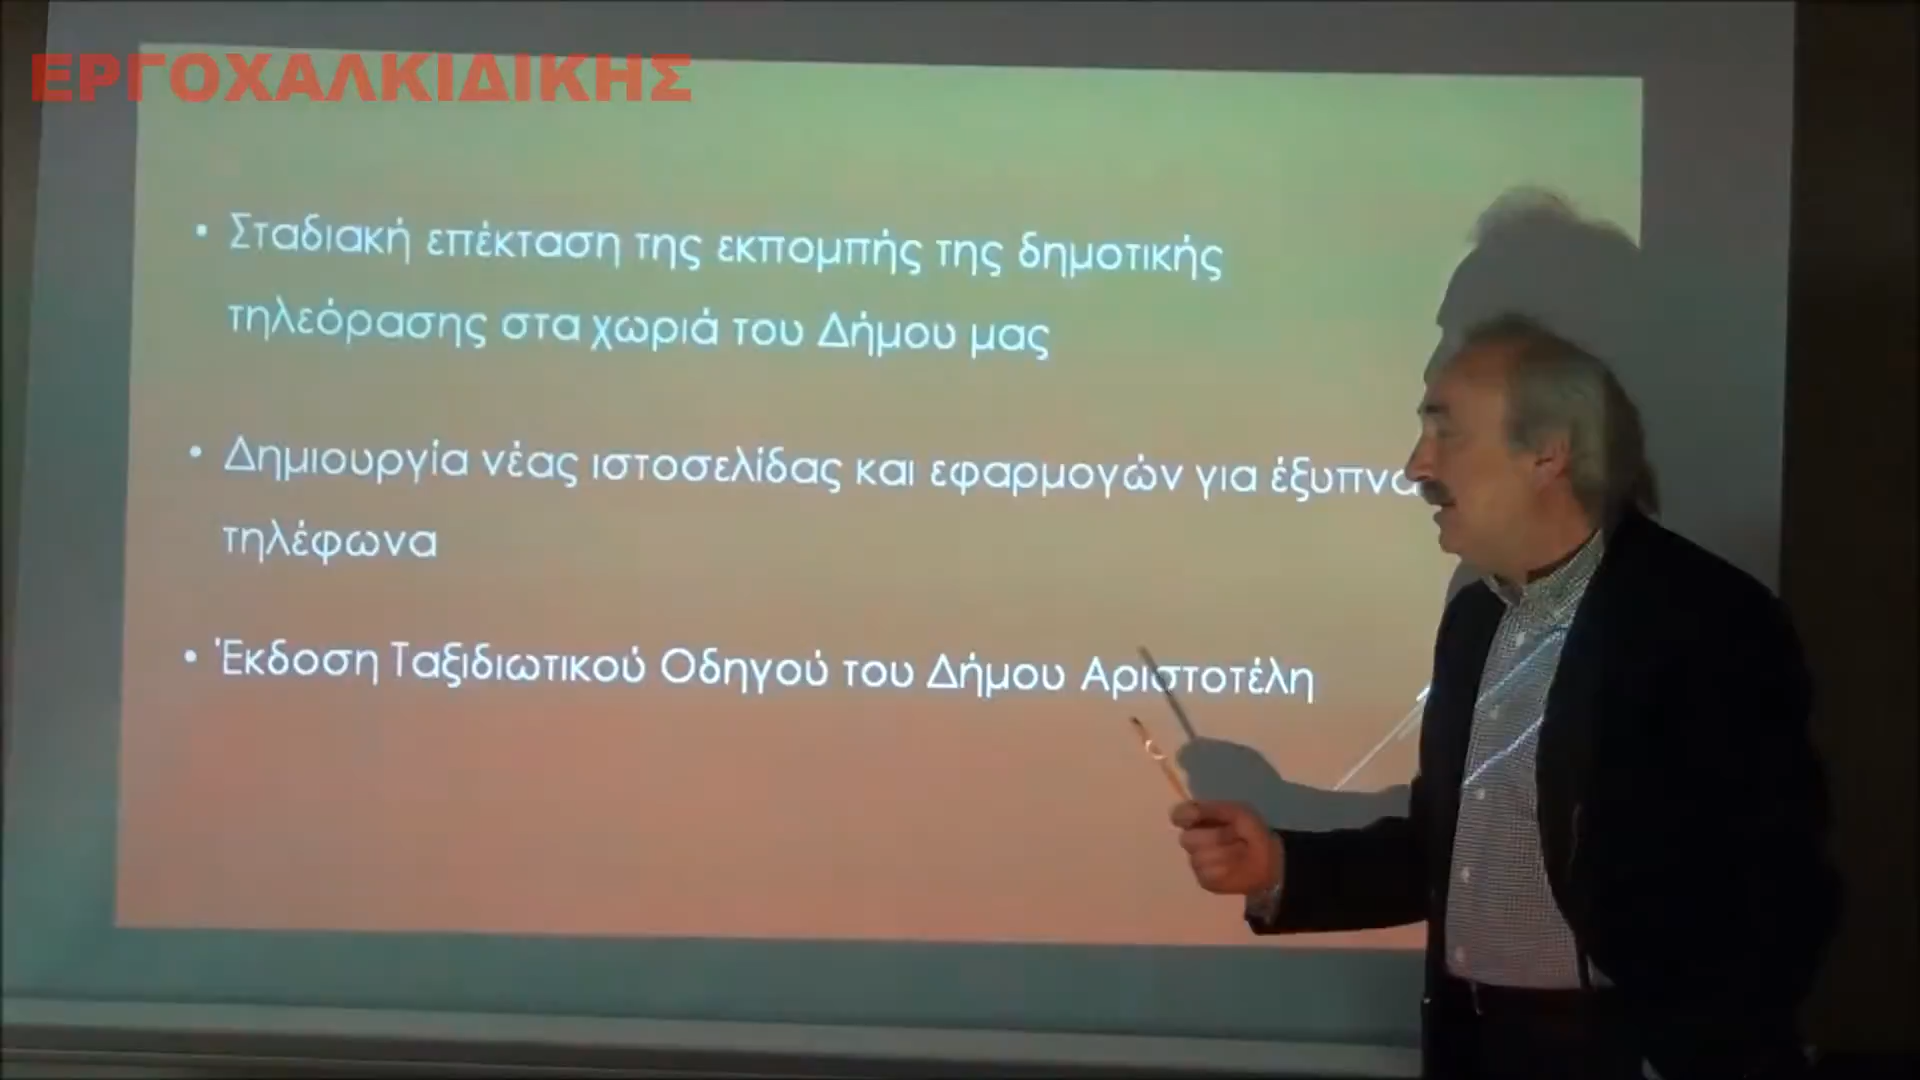 ΕΡΓΟΧΑΛΚΙΔΙΚΗΣ
• Σταδιακή επέκταση της εκπομπής της δημοτικής
τηλεόρασης στα χωριά του Δήμου μας
• Δημιουργία νέας ιστοσελίδας και εφαρμογών για έξυπνα
τηλέφωνα
• Έκδοση Ταξιδιωτικού Οδηγού του Δήμου Αριστοτέλη